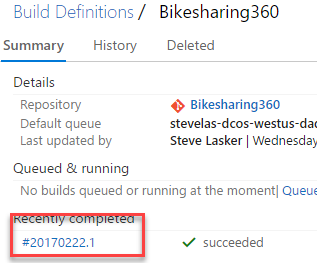 Build Definitions / Bikesharing360
Summary History Deleted
Details
Repository Bikesharing360
Default queue stevelas-dcos-westus-dad
Last updated by Steve Lasker | Wednesday
Queued & running
No builds queued or running at the moment| Queue
Recently completed
#20170222.1 succeeded